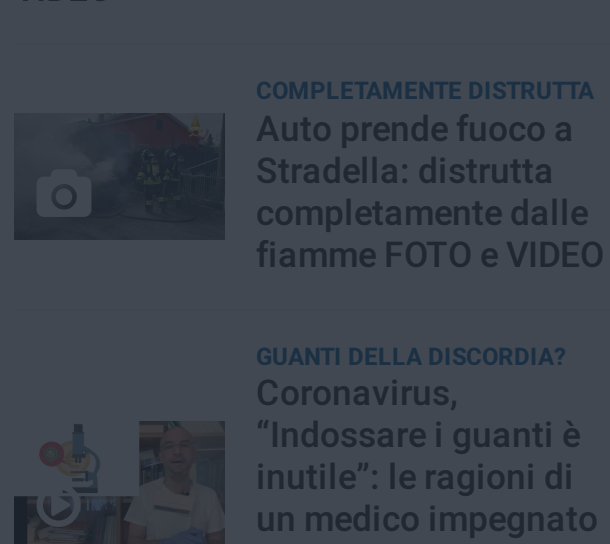 COMPLETAMENTE DISTRUTTA
Auto prende fuoco a
Stradella: distrutta
completamente dalle
fiamme FOTO e VIDEO
GUANTI DELLA DISCORDIA?
Coronavirus,
“Indossare i guanti è
inutile”: le ragioni di
un medico impegnato